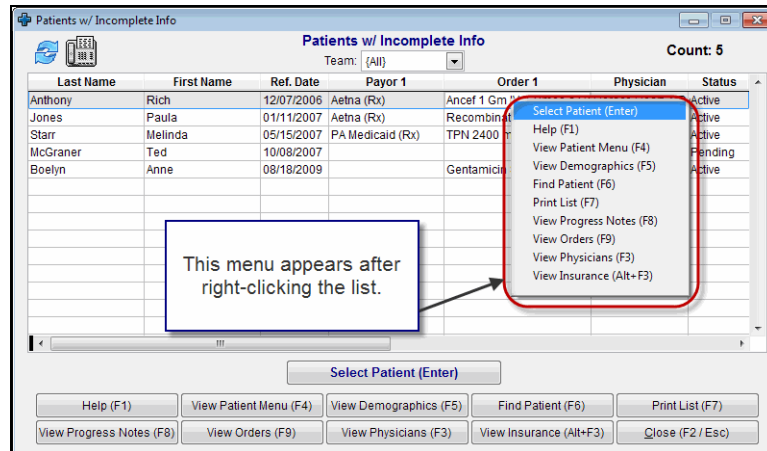 Patients w/ Incomplete Info
Patients w/ Incomplete Info
Team: {All}
Count: 5
Last Name First Name Ref. Date Payor 1 Order 1 Physician Status
Anthony Rich 12/07/2006 Aetna (Rx) Ancef 1 Gm Active
Jones Paula 01/11/2007 Aetna (Rx) Recombinat Active
Starr Melinda 05/15/2007 PA Medicaid (Rx) TPN 2400 Active
McGraner Ted 10/08/2007 Pending
Boelyn Anne 08/18/2009 Gentamicin Active
Select Patient (Enter)
Help (F1)
View Patient Menu (F4)
View Demographics (F5)
Find Patient (F6)
Print List (F7)
View Progress Notes (F8)
View Orders (F9)
View Physicians (F3)
View Insurance (Alt+F3)
This menu appears after
right-clicking the list.
Select Patient (Enter)
Help (F1) View Patient Menu (F4) View Demographics (F5) Find Patient (F6) Print List (F7)
View Progress Notes (F8) View Orders (F9) View Physicians (F3) View Insurance (Alt+F3) Close (F2 / Esc)